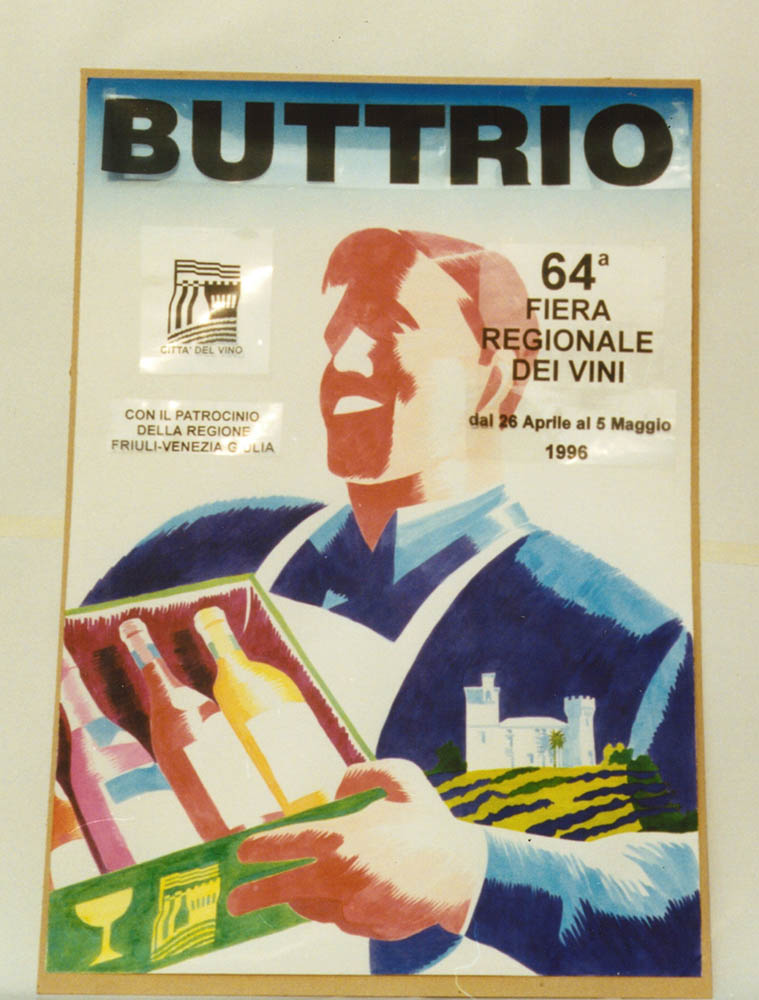 BUTTRIO
CITTA' DEL VINO
CON IL PATROCINIO
DELLA REGIONE
FRIULI-VENEZIA GIULIA
64ª
FIERA
REGIONALE
DEI VINI
dal 26 Aprile al 5 Maggio
1996